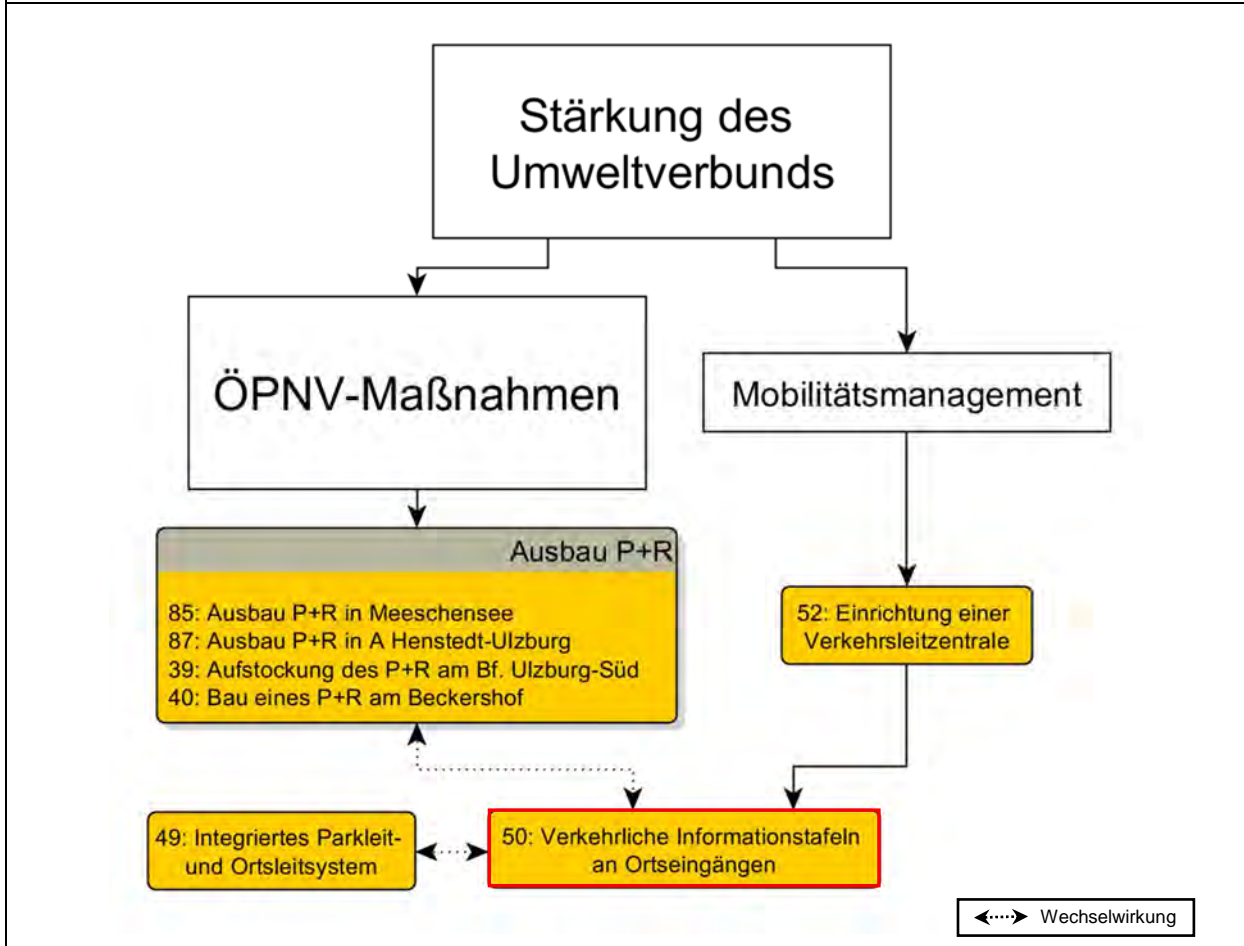 Stärkung des
Umweltverbunds
ÖPNV-Maßnahmen
Mobilitätsmanagement
Ausbau P+R
85: Ausbau P+R in Meeschensee
87: Ausbau P+R in A Henstedt-Ulzburg
39: Aufstockung des P+R am Bf. Ulzburg-Süd
40: Bau eines P+R am Beckershof
52: Einrichtung einer
Verkehrsleitzentrale
49: Integriertes Parkleit-
und Ortsleitsystem
50: Verkehrliche Informationstafeln
an Ortseingängen
Wechselwirkung